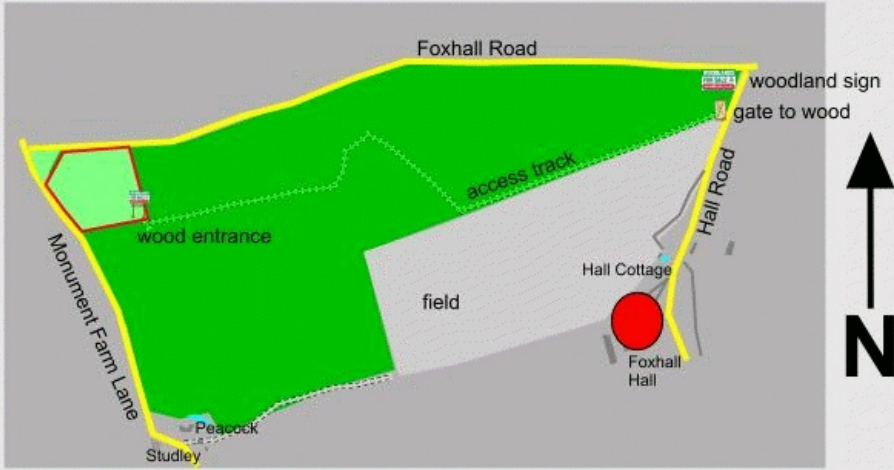 Foxhall Road
woodland sign
gate to wood
access track
Hall Road
wood entrance
Monument Farm Lane
Hall Cottage
field
Foxhall
Hall
N
Peacock
Studley